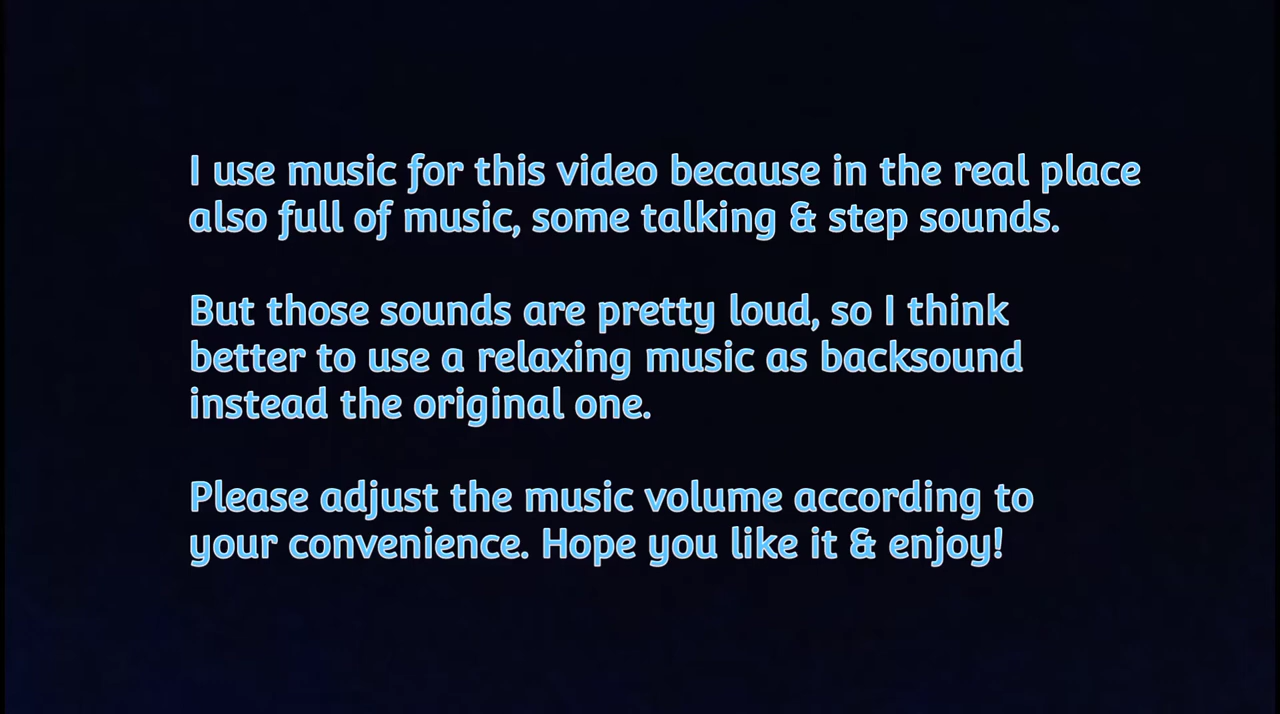 I use music for this video because in the real place
also full of music, some talking & step sounds.
But those sounds are pretty loud, so I think
better to use a relaxing music as backsound
instead the original one.
Please adjust the music volume according to
your convenience. Hope you like it & enjoy!